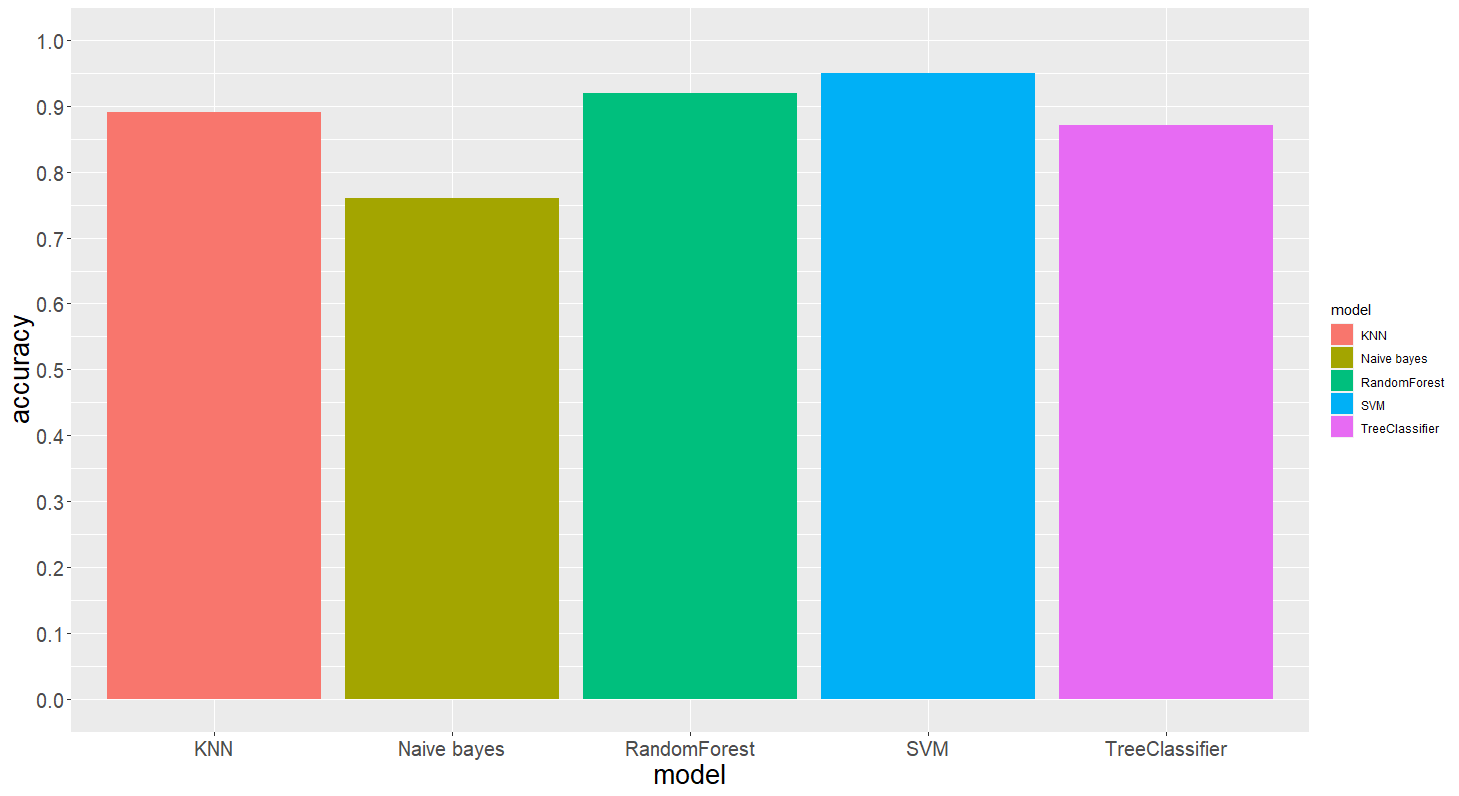 1.0
0.9
0.8
0.7
0.6
0.5
0.4
0.3
0.2
0.1
0.0
accuracy
KNN Naive bayes RandomForest SVM TreeClassifier
model
model
KNN
Naive bayes
RandomForest
SVM
TreeClassifier